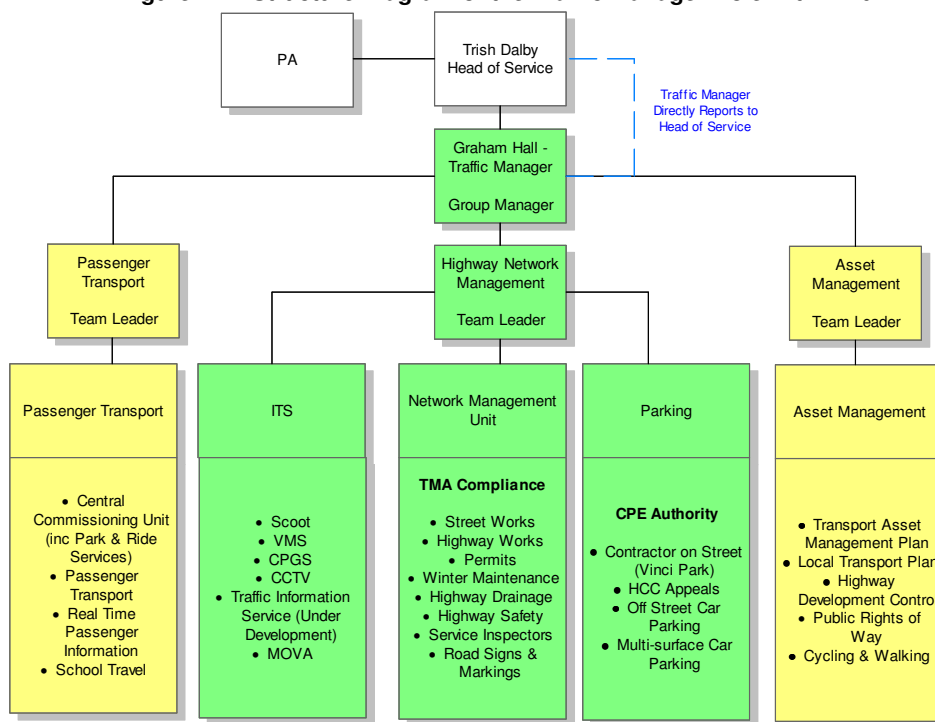 PA
Trish Dalby
Head of Service
Traffic Manager
Directly Reports to
Head of Service
Graham Hall -
Traffic Manager
Group Manager
Passenger
Transport
Team Leader
Highway Network
Management
Team Leader
Asset
Management
Team Leader
Passenger Transport
ITS
Network Management
Unit
Parking
Asset Management
• Central
Commissioning Unit
(inc Park & Ride
Services)
• Passenger
Transport
• Real Time
Passenger
Information
• School Travel
• Scoot
• VMS
• CPGS
• CCTV
• Traffic Information
Service (Under
Development)
• MOVA
TMA Compliance
• Street Works
• Highway Works
• Permits
• Winter Maintenance
• Highway Drainage
• Highway Safety
• Service Inspectors
• Road Signs &
Markings
CPE Authority
• Contractor on Street
(Vinci Park)
• HCC Appeals
• Off Street Car
Parking
• Multi-surface Car
Parking
• Transport Asset
Management Plan
• Local Transport Plan
• Highway
Development Control
• Public Rights of
Way
• Cycling & Walking